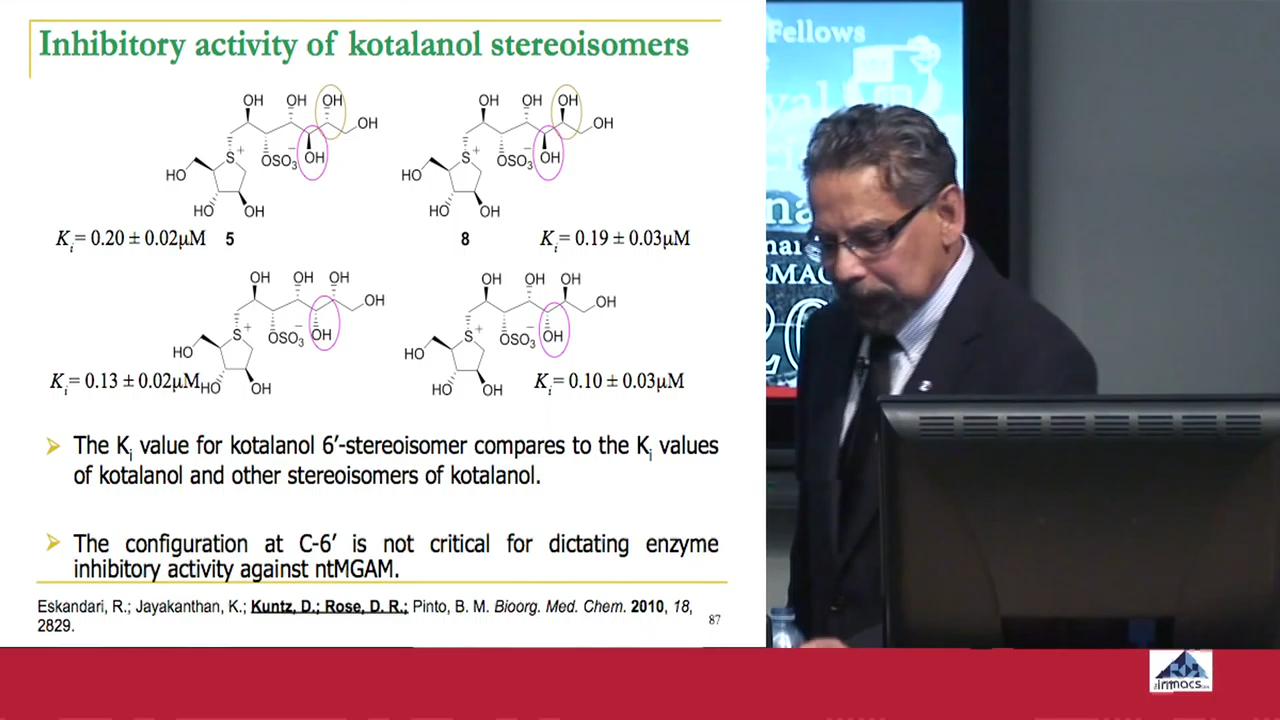 Inhibitory activity of kotalanol stereoisomers
OH OH OH
OH
S+ OSO3− OH
HO
HO OH
Ki= 0.20 ± 0.02µM 5
OH OH OH
OH
S+ OSO3− OH
HO
HO OH
8 Ki= 0.19 ± 0.03µM
OH OH OH
OH
S+ OSO3− OH
HO
HO OH
Ki= 0.13 ± 0.02µM
OH OH OH
OH
S+ OSO3− OH
HO
HO OH
Ki= 0.10 ± 0.03µM
The Ki value for kotalanol 6′-stereoisomer compares to the Ki values
of kotalanol and other stereoisomers of kotalanol.
The configuration at C-6′ is not critical for dictating enzyme
inhibitory activity against ntMGAM.
Eskandari, R.; Jayakanthan, K.; Kuntz, D.; Rose, D. R.; Pinto, B. M. Bioorg. Med. Chem. 2010, 18,
2829.
87
Fellows
irmacs